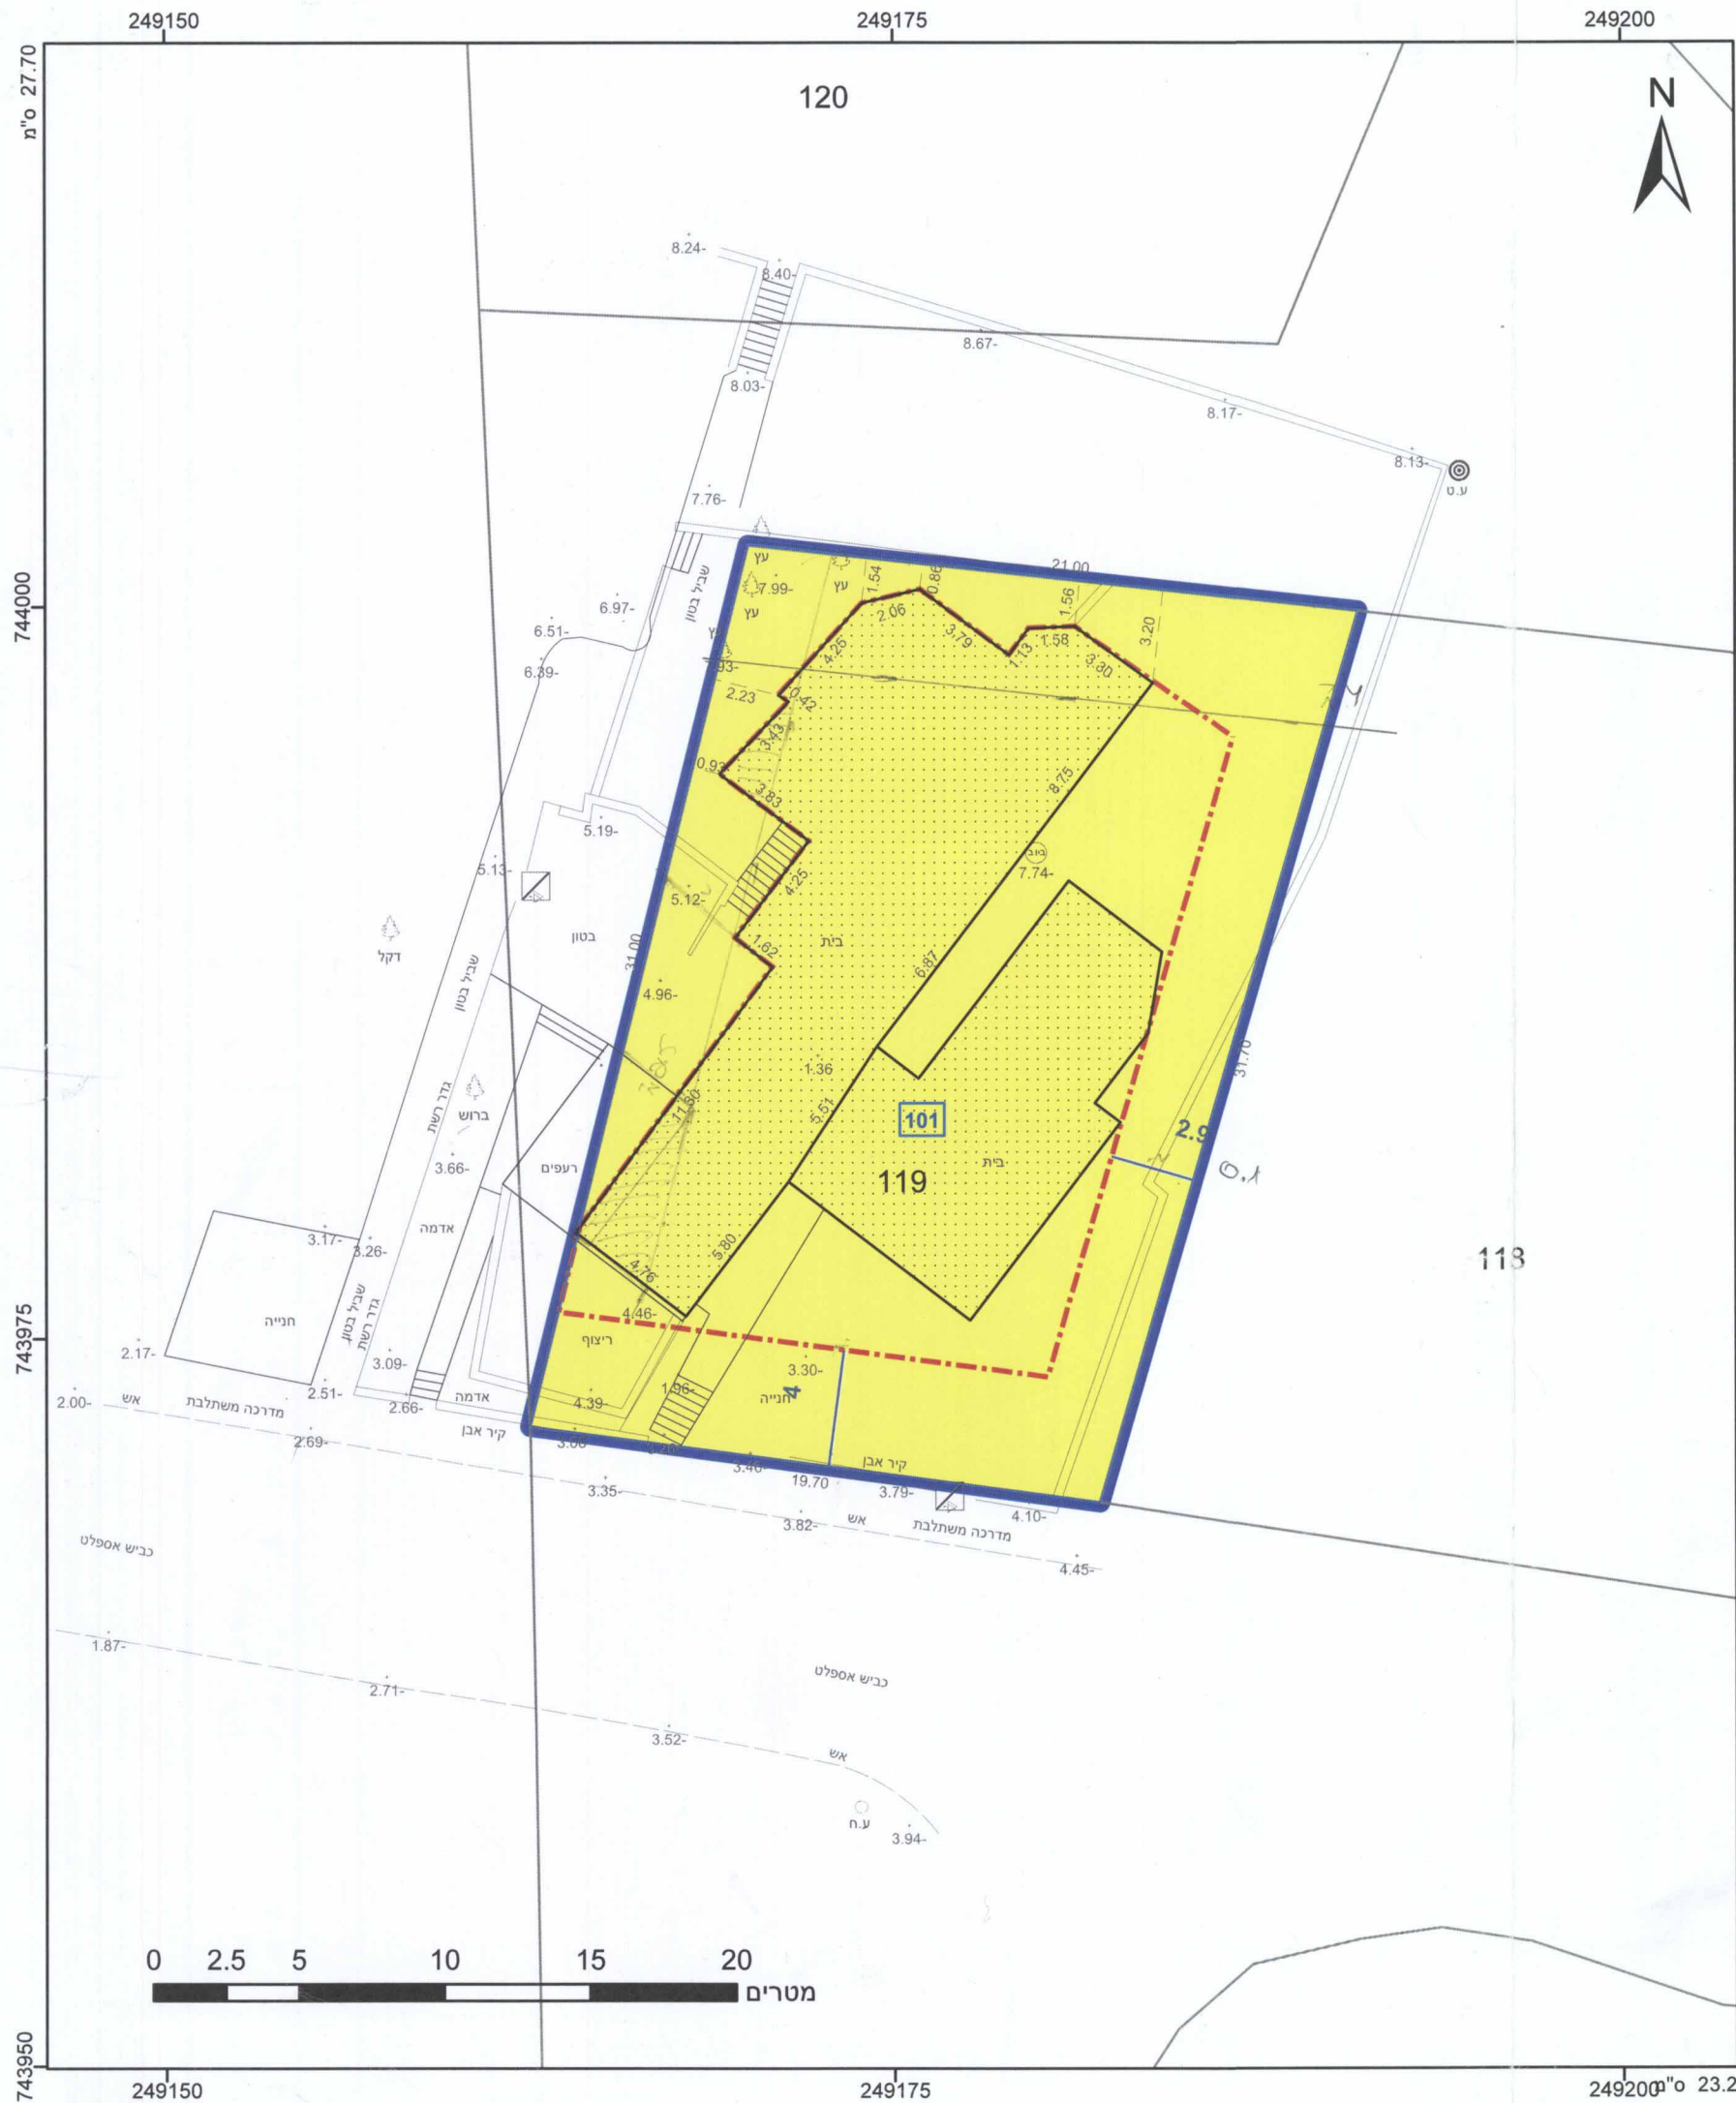 249150
249175
249200
27.70 ס"מ
120
N
8.24-
8.40-
8.67-
8.03-
8.17-
8.13-
ע.ט
7.76-
744000
עץ
7.99-
עץ
עץ
1.54
0.86
21.00
2.06
1.56
3.20
שביל בטון
6.97-
6.51-
6.39-
4.25
3.79
1.13
1.58
3.30
2.23
0.42
3.43
0.93
3.83
8.75
5.19-
ביוב
7.74-
5.13-
5.12-
4.25
דקל
בטון
31.00
1.62
בית
6.87
שביל בטון
4.96-
1.36
31.70
גדר רשת
ברוש
11.80
5.51
101
2.9
3.66-
רעפים
119
בית
אדמה
118
3.17-
3.26-
5.80
4.76
שביל בטון
גדר רשת
חנייה
4.46-
ריצוף
743975
2.17-
3.09-
3.30-
2.00-
אש
מדרכה משתלבת
2.51-
2.66-
אדמה
4.39-
1.96-
חנייה
4
קיר אבן
2.69-
3.46-
19.70
קיר אבן
3.79-
3.35-
3.82-
אש
מדרכה משתלבת
4.10-
4.45-
כביש אספלט
1.87-
2.71-
כביש אספלט
3.52-
אש
ע.ח
3.94-
0 2.5 5 10 15 20
מטרים
743950
249150
249175
249200
ס"מ 23.2